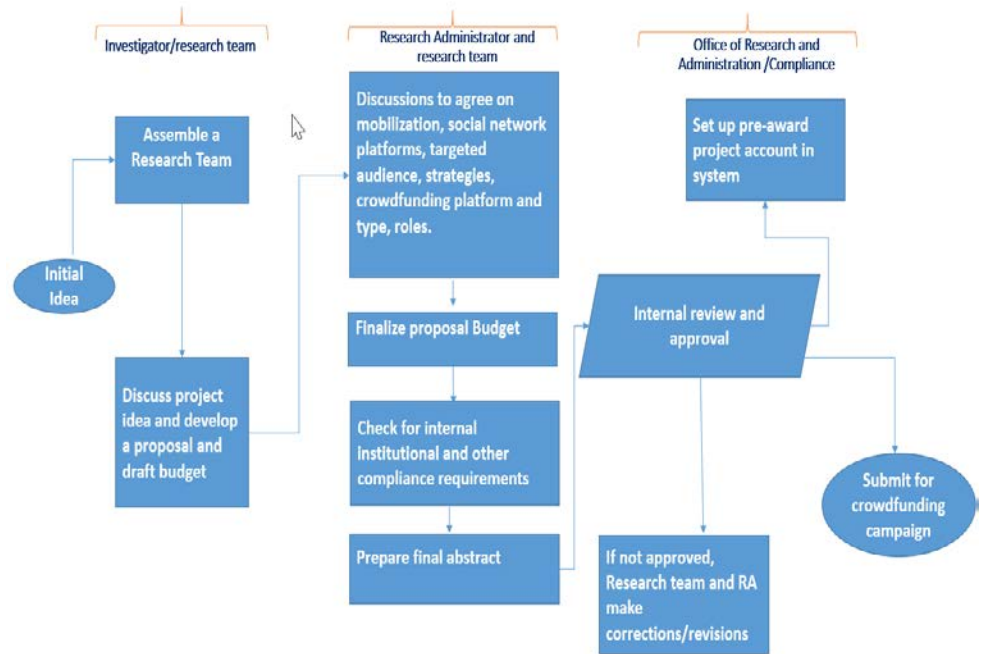 Investigator/research team
Assemble a
Research Team
Initial
Idea
Discuss project
idea and develop
a proposal and
draft budget
Research Administrator and
research team
Discussions to agree on
mobilization, social network
platforms, targeted
audience, strategies,
crowdfunding platform and
type, roles.
Finalize proposal Budget
Check for internal
institutional and other
compliance requirements
Prepare final abstract
Office of Research and
Administration /Compliance
Set up pre-award
project account in
system
Internal review and
approval
Submit for
crowdfunding
campaign
If not approved,
Research team and RA
make
corrections/revisions